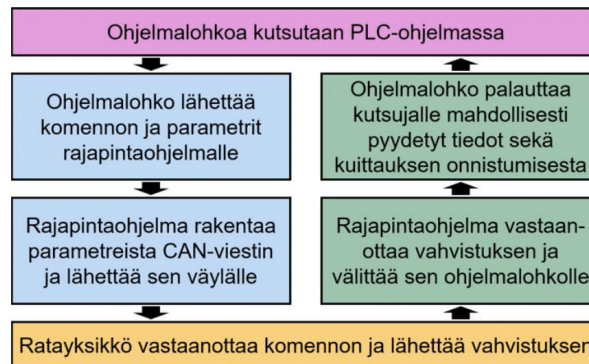 Ohjelmalohkoa kutsutaan PLC-ohjelmassa
Ohjelmalohko lähettää
komennon ja parametrit
rajapintaohjelmalle
Rajapintaohjelma rakentaa
parametreista CAN-viestin
ja lähettää sen väylälle
Ratayksikkö vastaanottaa komennon ja lähettää vahvistuksen
Rajapintaohjelma vastaan-
ottaa vahvistuksen ja
välittää sen ohjelmalohkolle
Ohjelmalohko palauttaa
kutsujalle mahdollisesti
pyydetyt tiedot sekä
kuittauksen onnistumisesta